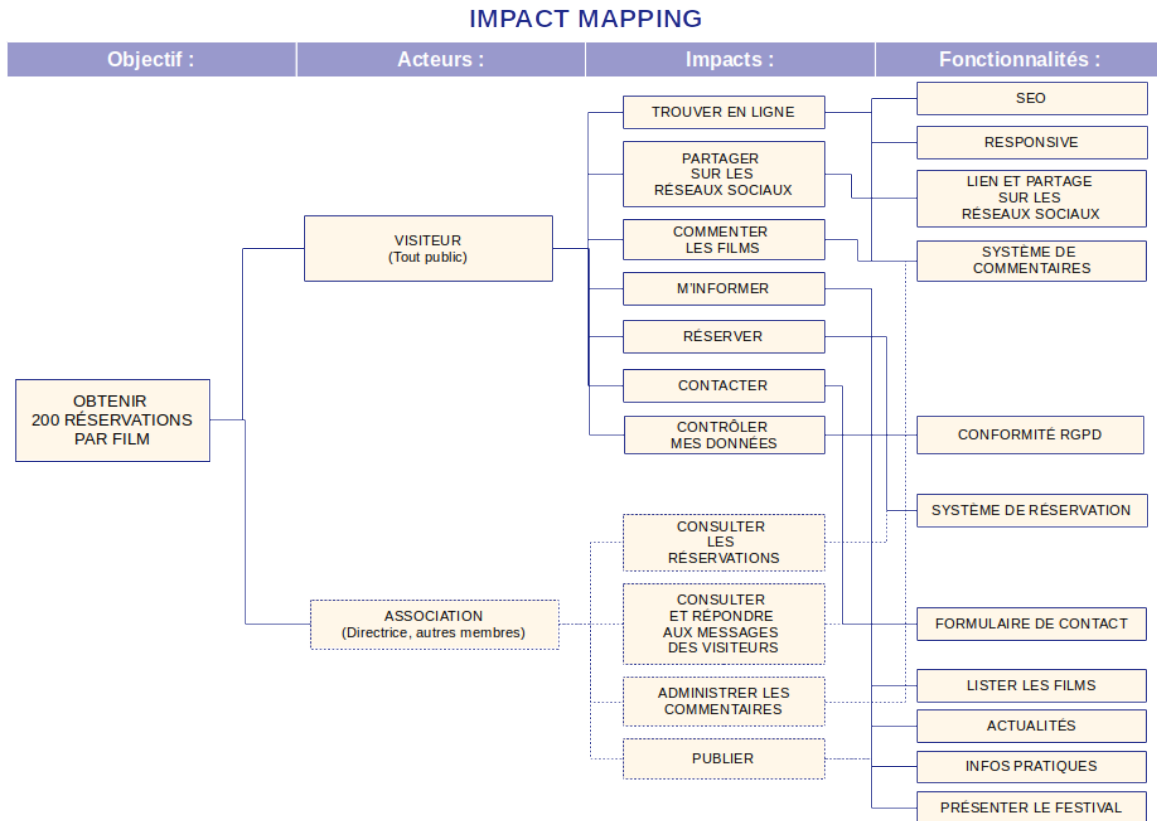 IMPACT MAPPING
Objectif :
Acteurs :
Impacts :
Fonctionnalités :
OBTENIR
200 RÉSERVATIONS
PAR FILM
VISITEUR
(Tout public)
ASSOCIATION
(Directrice, autres membres)
TROUVER EN LIGNE
PARTAGER
SUR LES
RÉSEAUX SOCIAUX
COMMENTER
LES FILMS
M'INFORMER
RÉSERVER
CONTACTER
CONTRÔLER
MES DONNÉES
CONSULTER
LES
RÉSERVATIONS
CONSULTER
ET RÉPONDRE
AUX MESSAGES
DES VISITEURS
ADMINISTRER LES
COMMENTAIRES
PUBLIER
SEO
RESPONSIVE
LIEN ET PARTAGE
SUR LES
RÉSEAUX SOCIAUX
SYSTÈME DE
COMMENTAIRES
CONFORMITÉ RGPD
SYSTÈME DE RÉSERVATION
FORMULAIRE DE CONTACT
LISTER LES FILMS
ACTUALITÉS
INFOS PRATIQUES
PRÉSENTER LE FESTIVAL